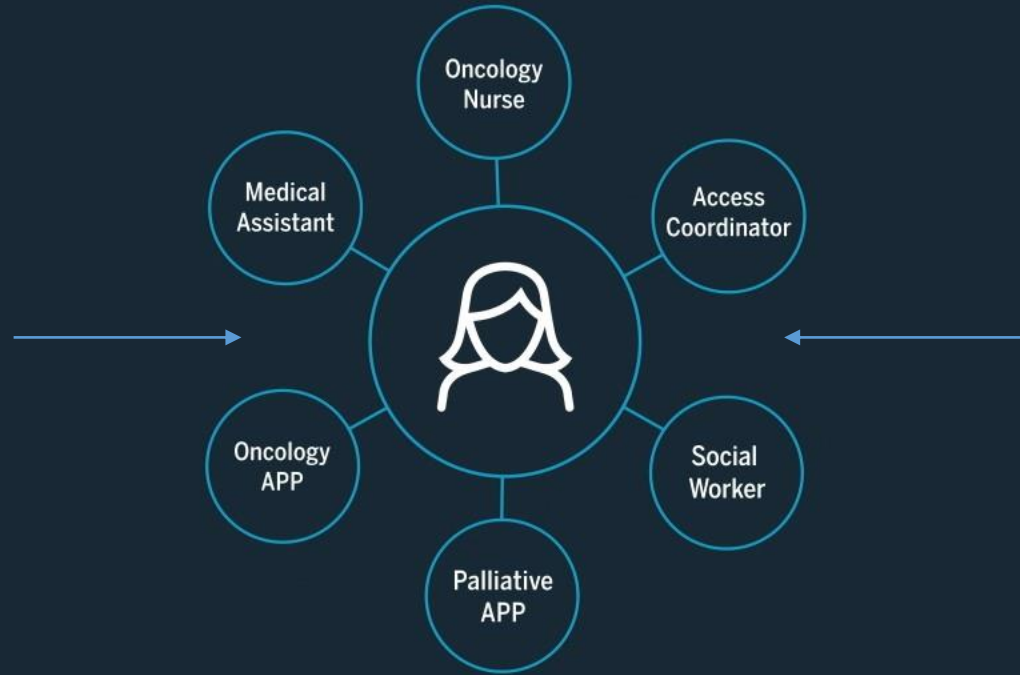 Oncology
Nurse
Medical
Assistant
Access
Coordinator
Oncology
APP
Social
Worker
Palliative
APP